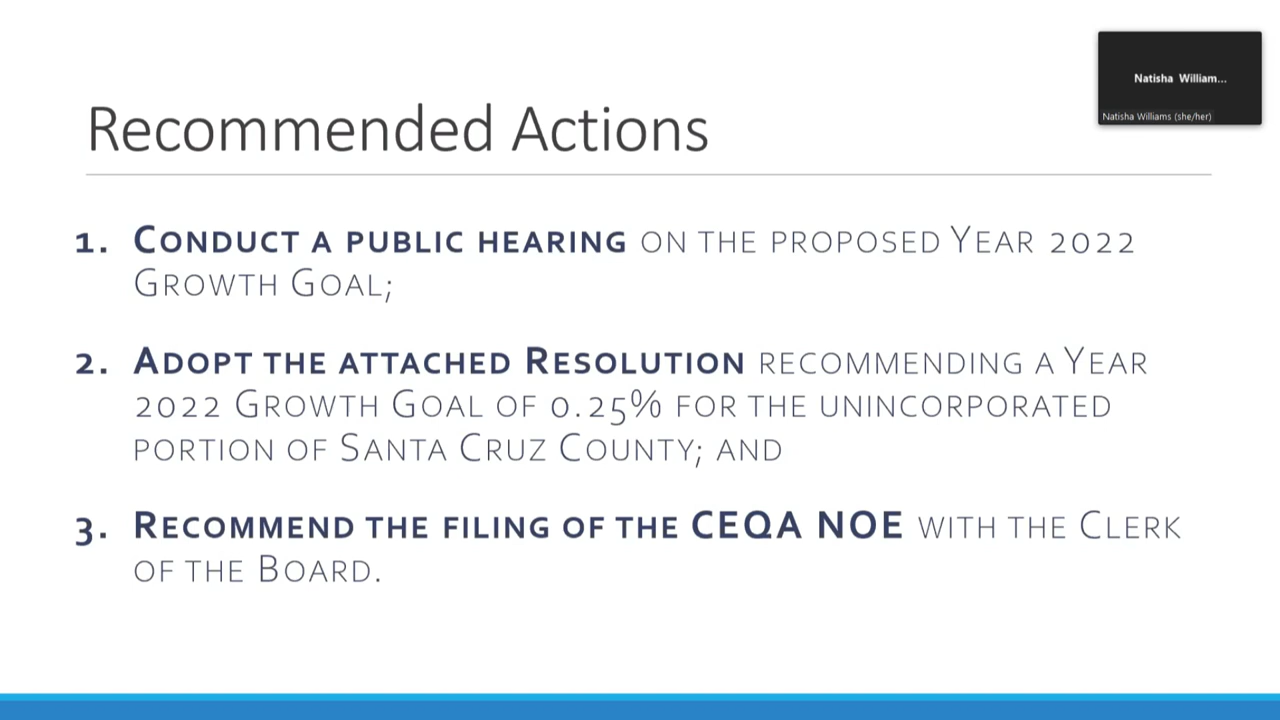 Natisha Willliam...
Natisha Williams (she/her)
Recommended Actions
1. Conduct a public hearing on the proposed Year 2022
Growth Goal;
2. Adopt the attached Resolution recommending a Year
2022 Growth Goal of 0.25% for the unincorporated
portion of Santa Cruz County; and
3. Recommend the filing of the CEQA NOE with the Clerk
of the Board.